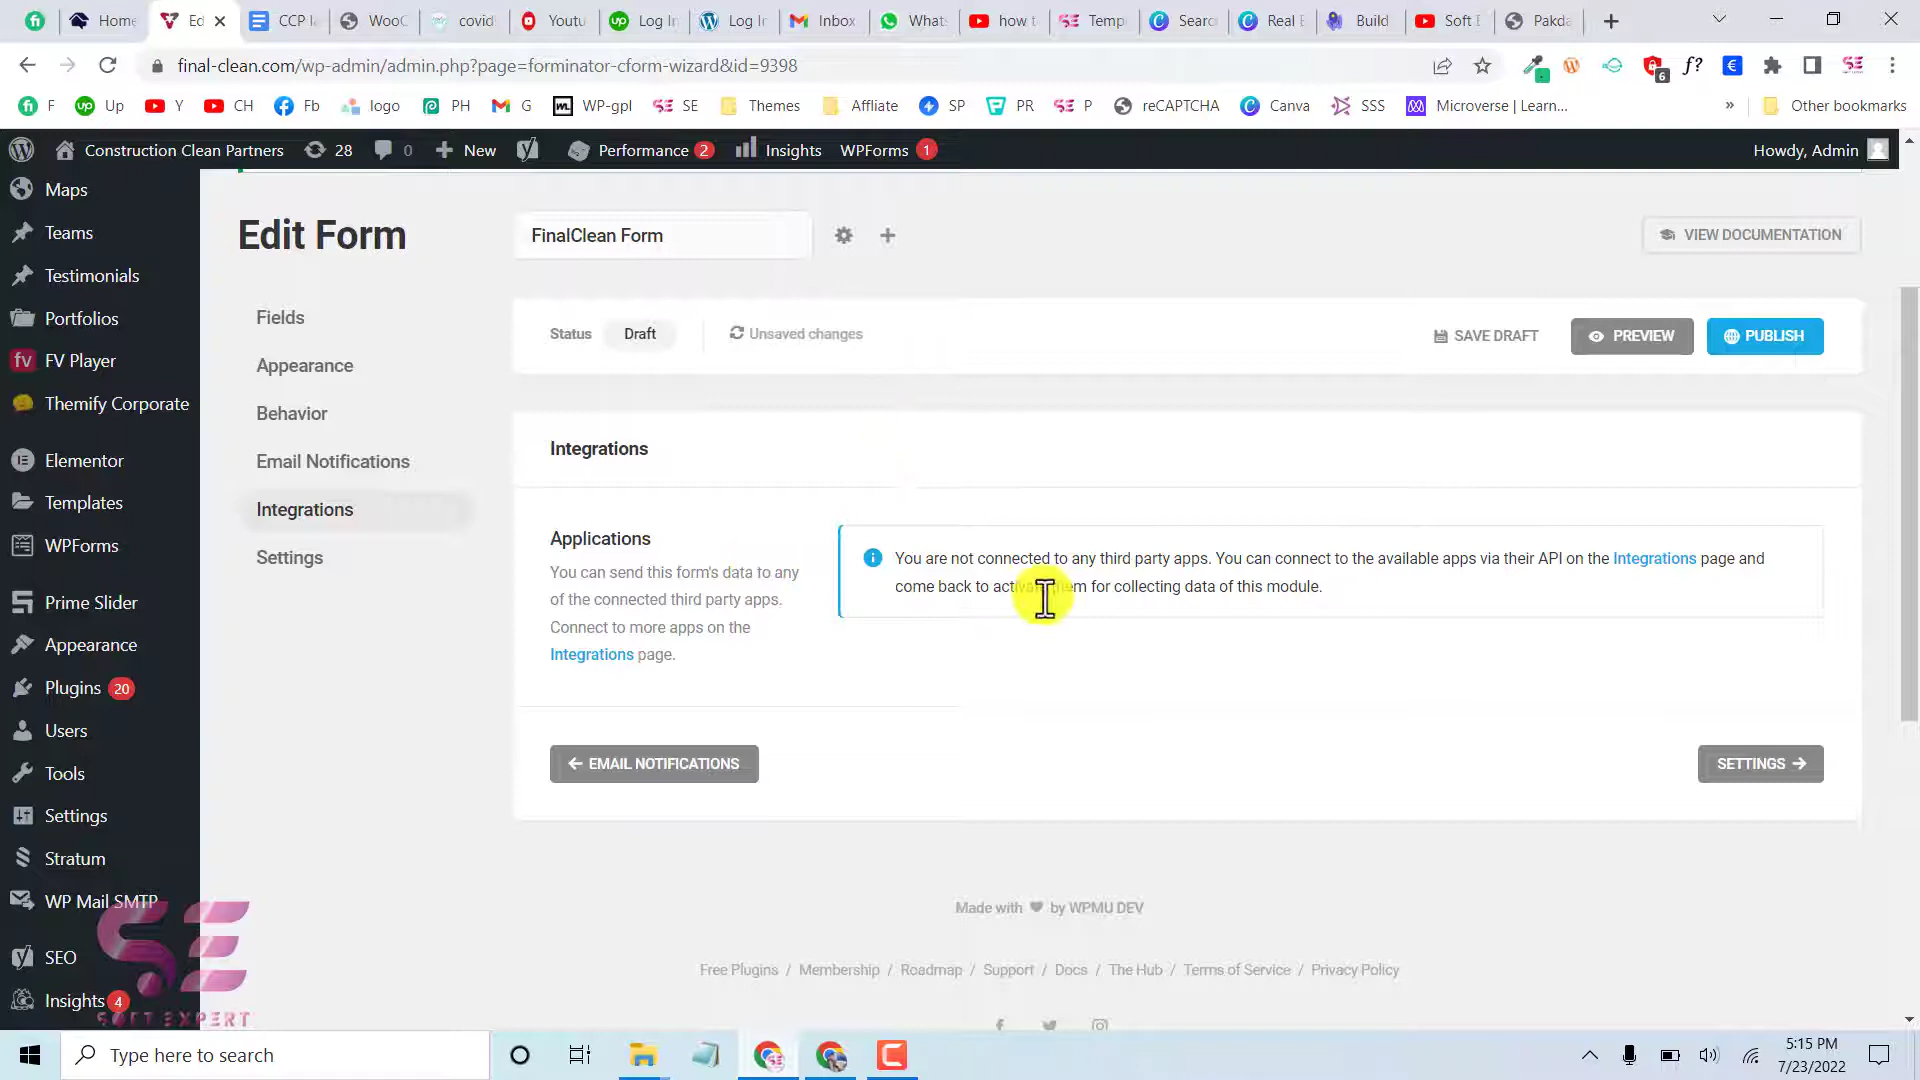 Home
Ed
CCP l
WooC
covid
Youtu
Log In
Log In
Inbox
What
how t
Temp
Searc
Real E
Build
Soft E
Pakda
final-clean.com/wp-admin/admin.php?page=forminator-cform-wizard&id=9398
6
f?
F
Up
Y
CH
Fb
logo
PH
G
WP-gpl
SE
Themes
Affliate
SP
PR
P
reCAPTCHA
Canva
SSS
Microverse | Learn...
»
Other bookmarks
Construction Clean Partners
28
0
New
Performance 2
Insights
WPForms 1
Howdy, Admin
Maps
Teams
Testimonials
Portfolios
fv FV Player
Themify Corporate
Elementor
Templates
WPForms
Prime Slider
Appearance
Plugins 20
Users
Tools
Settings
Stratum
WP Mail SMTP
SEO
Insights 4
SOFT EXPERT
Edit Form
FinalClean Form
VIEW DOCUMENTATION
Fields
Appearance
Behavior
Email Notifications
Integrations
Settings
Status Draft
Unsaved changes
SAVE DRAFT
PREVIEW
PUBLISH
Integrations
Applications
You can send this form's data to any
of the connected third party apps.
Connect to more apps on the
Integrations page.
You are not connected to any third party apps. You can connect to the available apps via their API on the Integrations page and
come back to activate them for collecting data of this module.
EMAIL NOTIFICATIONS
SETTINGS
Made with ♥ by WPMU DEV
Free Plugins / Membership / Roadmap / Support / Docs / The Hub / Terms of Service / Privacy Policy
Type here to search
5:15 PM
7/23/2022